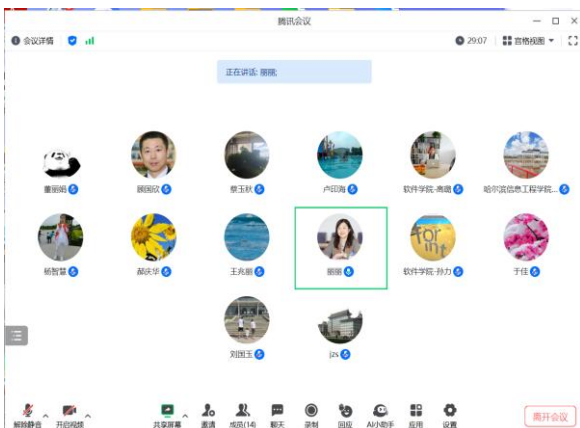 腾讯会议
会议详情
29:07 宫格视图
正在讲话: 丽丽;
董丽娟 顾国欣 蔡玉秋 卢印海 软件学院-高璐 哈尔滨信息工程学院...
杨智慧 郝庆华 王兆丽 丽丽 软件学院-孙力 于佳
刘国玉 jzs
解除静音 开启视频 共享屏幕 邀请 成员(14) 聊天 录制 回应 AI小助手 应用 设置 离开会议